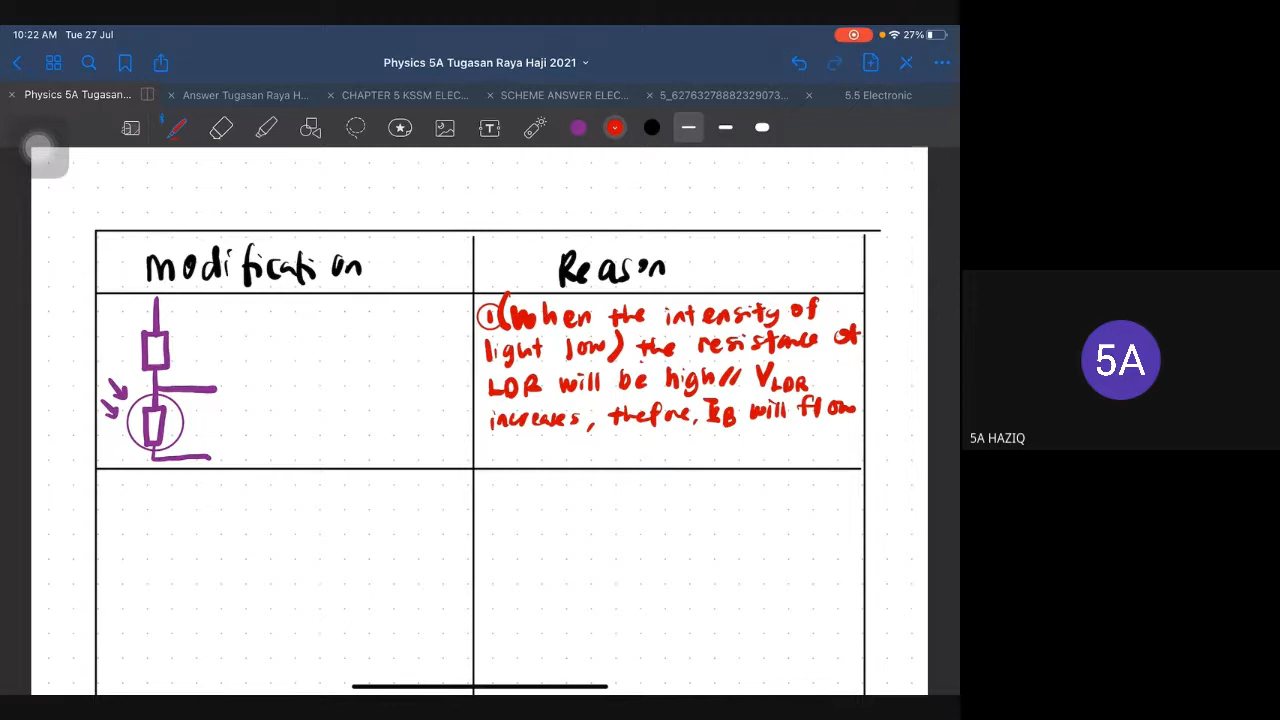 10:22 AM Tue 27 Jul
27%
Physics 5A Tugasan Raya Haji 2021
Physics 5A Tugasan...
Answer Tugasan Raya H...
CHAPTER 5 KSSM ELEC...
SCHEME ANSWER ELEC...
5_62763278882329073...
5.5 Electronic
modification
Reason
① (When the intensity of
light low) the resistance of
LDR will be high// VLDR
increases, therfore, IB will flow
5A
5A HAZIQ